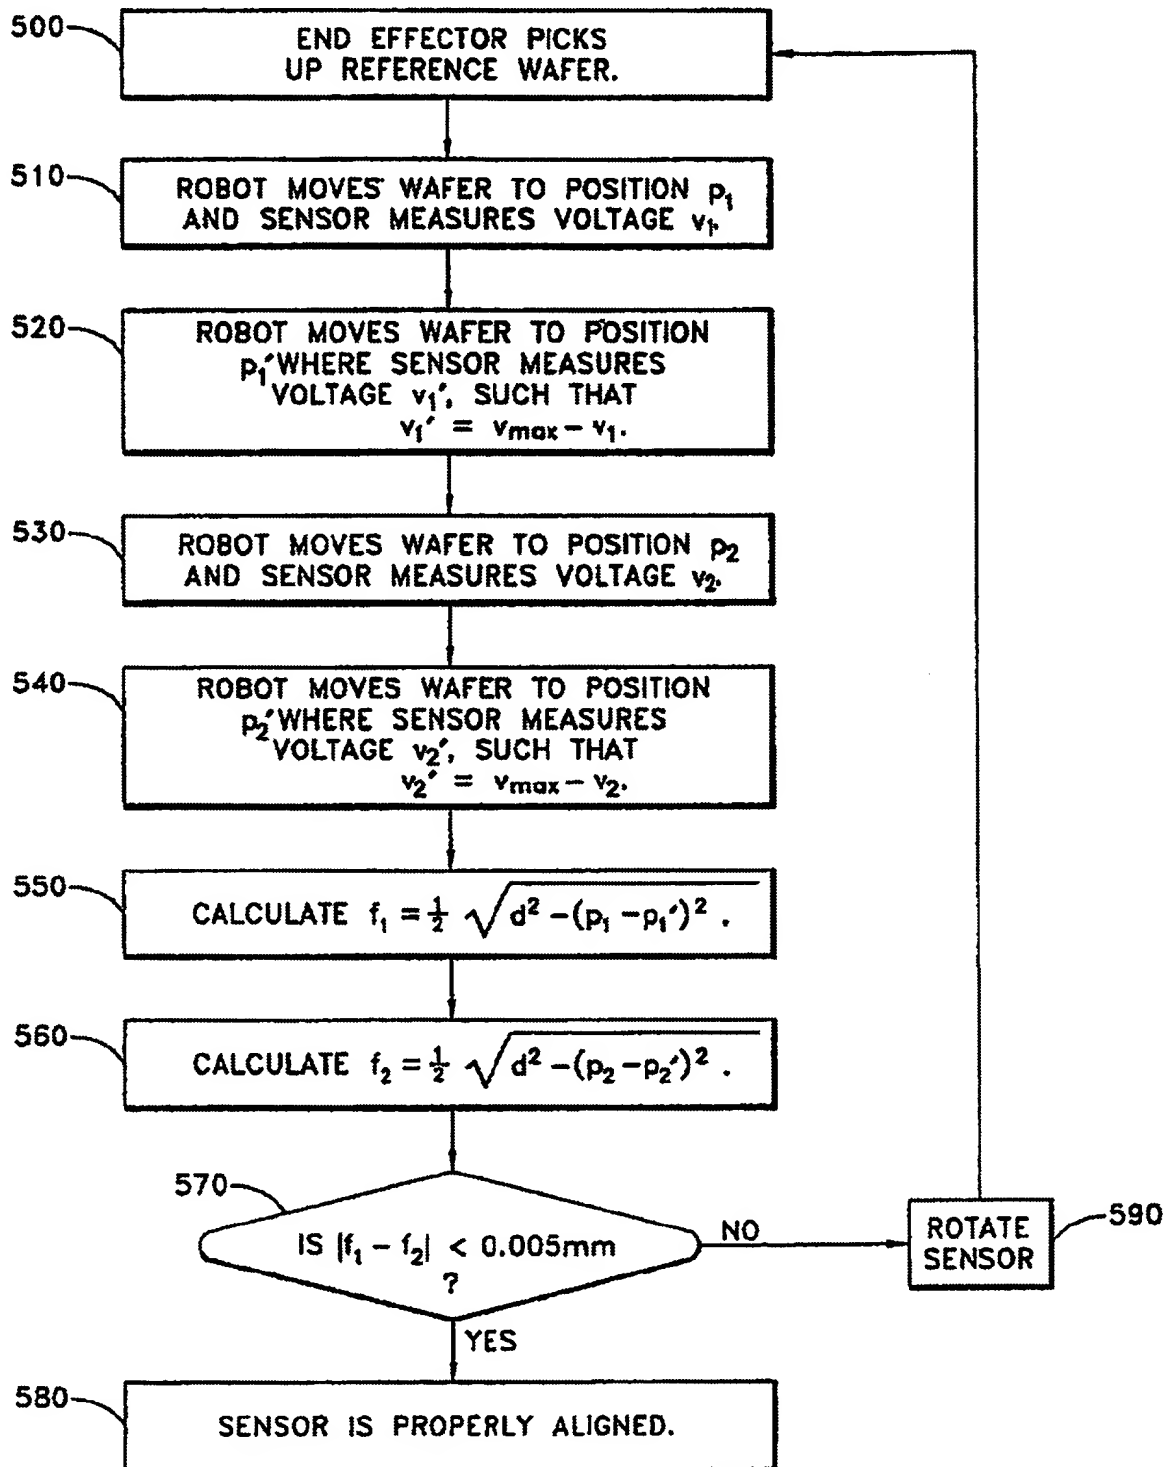 500
END EFFECTOR PICKS
UP REFERENCE WAFER.
510
ROBOT MOVES WAFER TO POSITION p₁
AND SENSOR MEASURES VOLTAGE v₁.
520
ROBOT MOVES WAFER TO POSITION
p₁′ WHERE SENSOR MEASURES
VOLTAGE v₁′, SUCH THAT
v₁′ = vmax – v₁.
530
ROBOT MOVES WAFER TO POSITION p₂
AND SENSOR MEASURES VOLTAGE v₂.
540
ROBOT MOVES WAFER TO POSITION
p₂′ WHERE SENSOR MEASURES
VOLTAGE v₂′, SUCH THAT
v₂′ = vmax – v₂.
550
CALCULATE f₁ = ½ √d² – (p₁ – p₁′)² .
560
CALCULATE f₂ = ½ √d² – (p₂ – p₂′)² .
570
IS |f₁ – f₂| < 0.005mm
?
NO
ROTATE
SENSOR
590
YES
580
SENSOR IS PROPERLY ALIGNED.